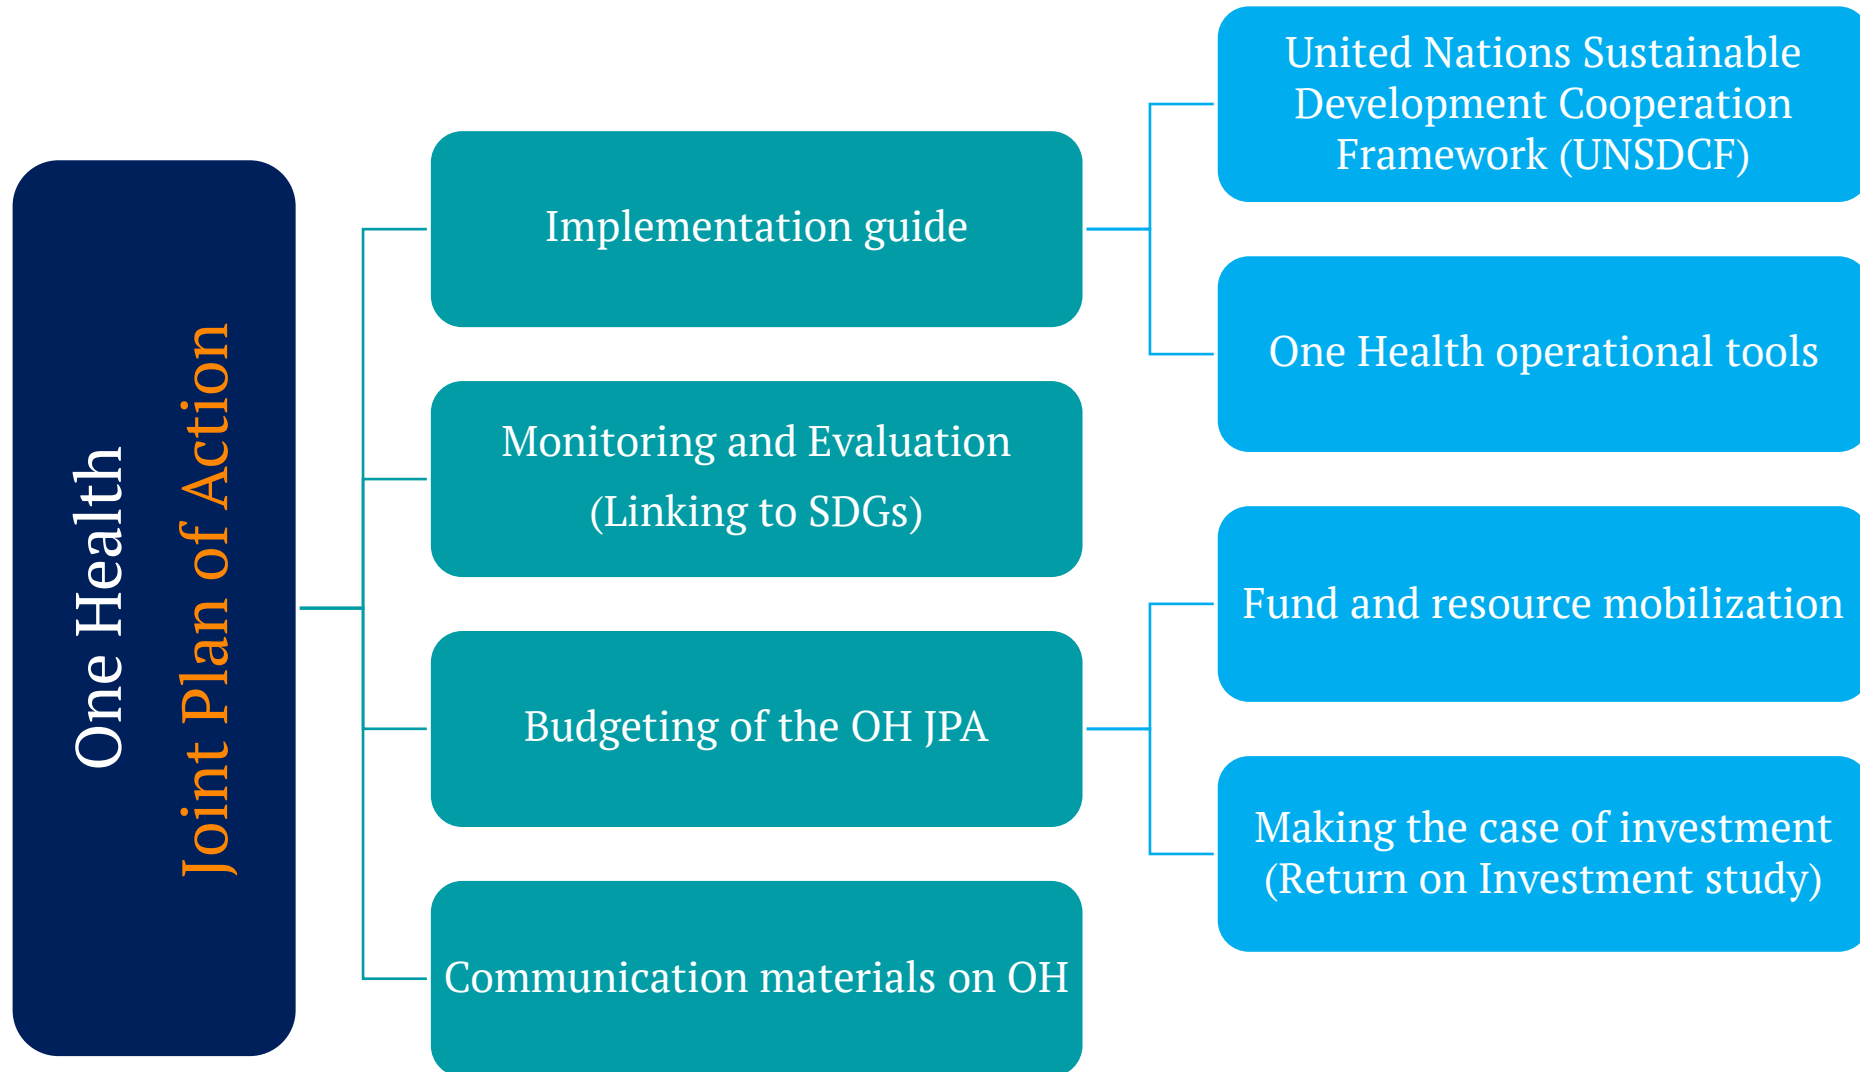 One Health
Joint Plan of Action
Implementation guide
Monitoring and Evaluation
(Linking to SDGs)
Budgeting of the OH JPA
Communication materials on OH
United Nations Sustainable
Development Cooperation
Framework (UNSDCF)
One Health operational tools
Fund and resource mobilization
Making the case of investment
(Return on Investment study)